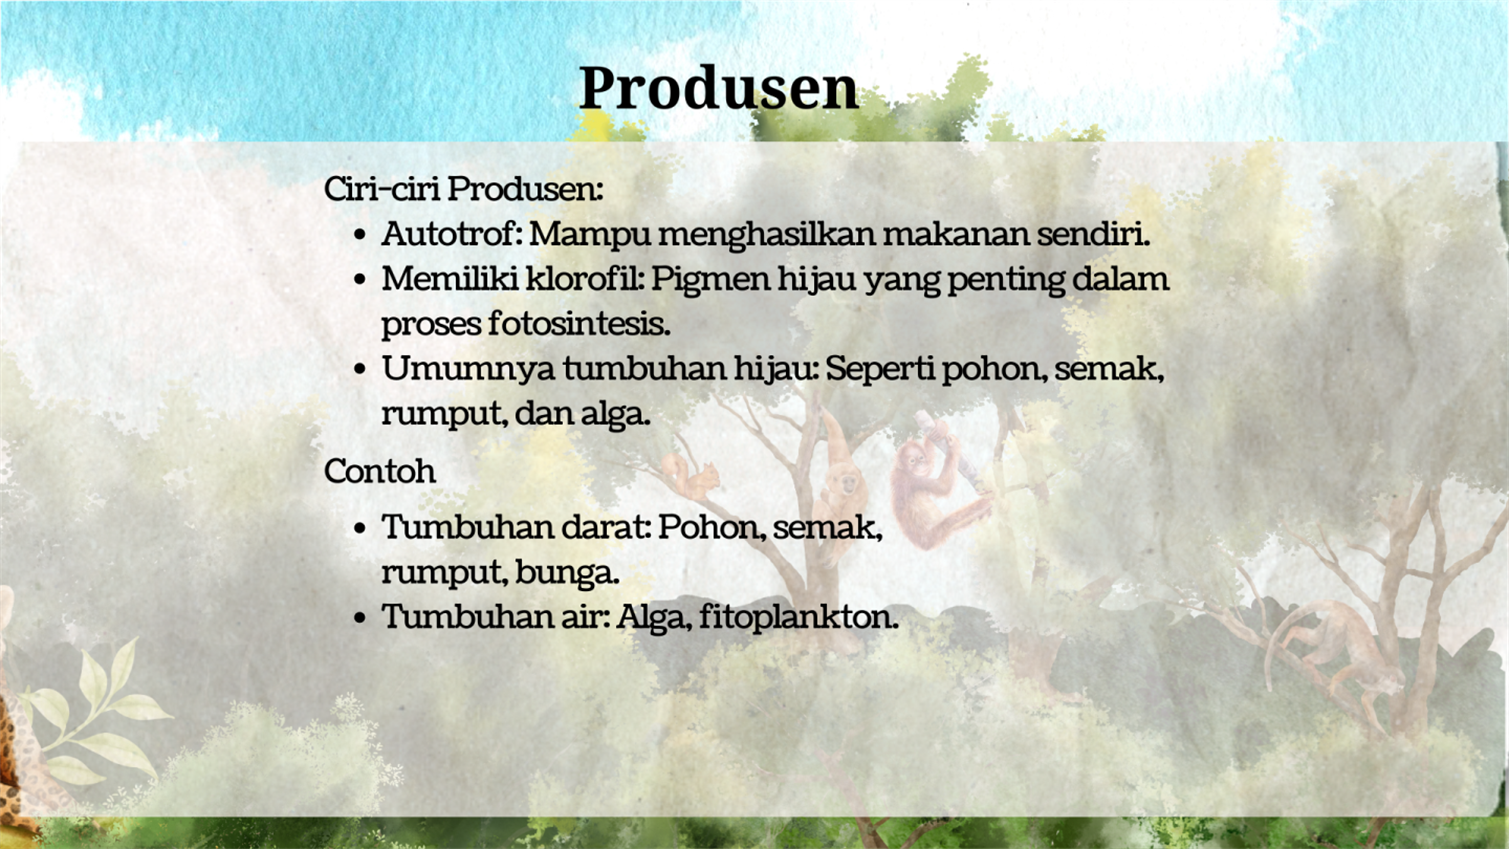 Produsen
Ciri-ciri Produsen:
• Autotrof: Mampu menghasilkan makanan sendiri.
• Memiliki klorofil: Pigmen hijau yang penting dalam
proses fotosintesis.
• Umumnya tumbuhan hijau: Seperti pohon, semak,
rumput, dan alga.
Contoh
• Tumbuhan darat: Pohon, semak,
rumput, bunga.
• Tumbuhan air: Alga, fitoplankton.